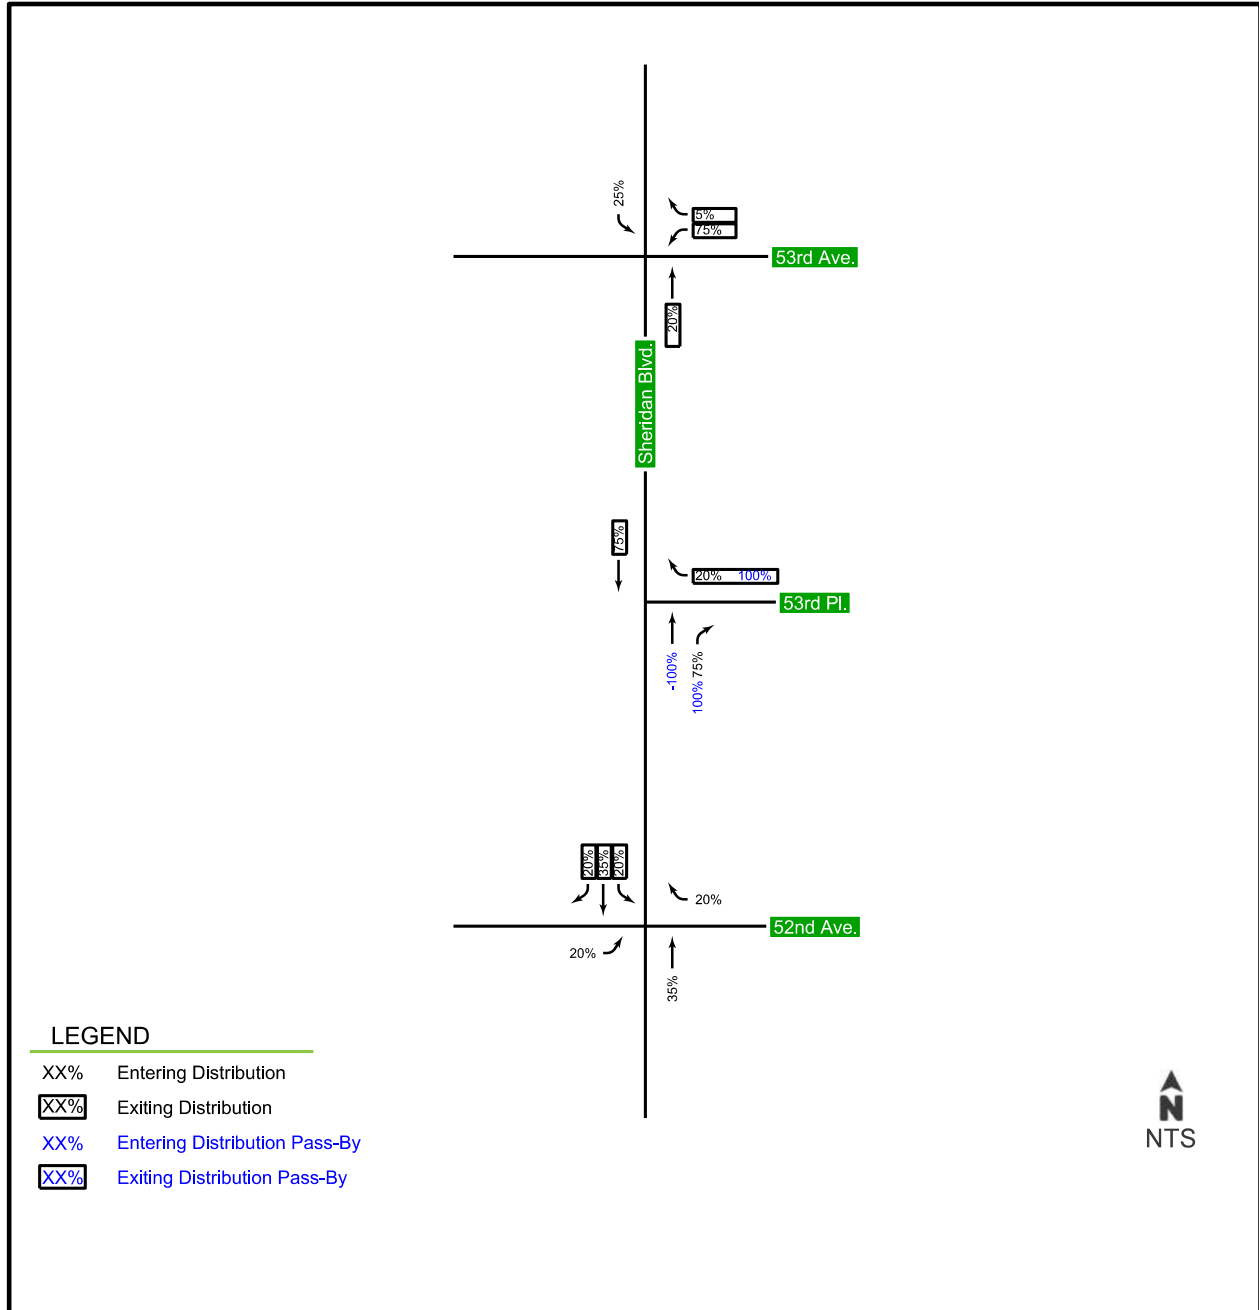 25%
5%
75%
53rd Ave.
20%
Sheridan Blvd.
75%
20% 100%
53rd Pl.
-100%
100% 75%
20% 35% 20%
20%
52nd Ave.
20%
35%
LEGEND
XX% Entering Distribution
XX% Exiting Distribution
XX% Entering Distribution Pass-By
XX% Exiting Distribution Pass-By
N
NTS